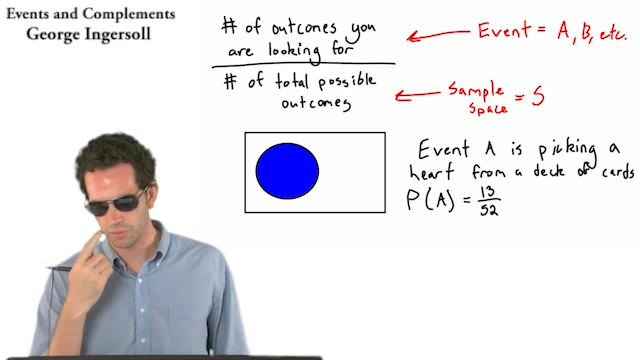 Events and Complements
George Ingersoll
# of outcomes you
are looking for
# of total possible
outcomes
Event = A, B, etc.
Sample
space = S
Event A is picking a
heart from a deck of cards
P(A) = 13/52